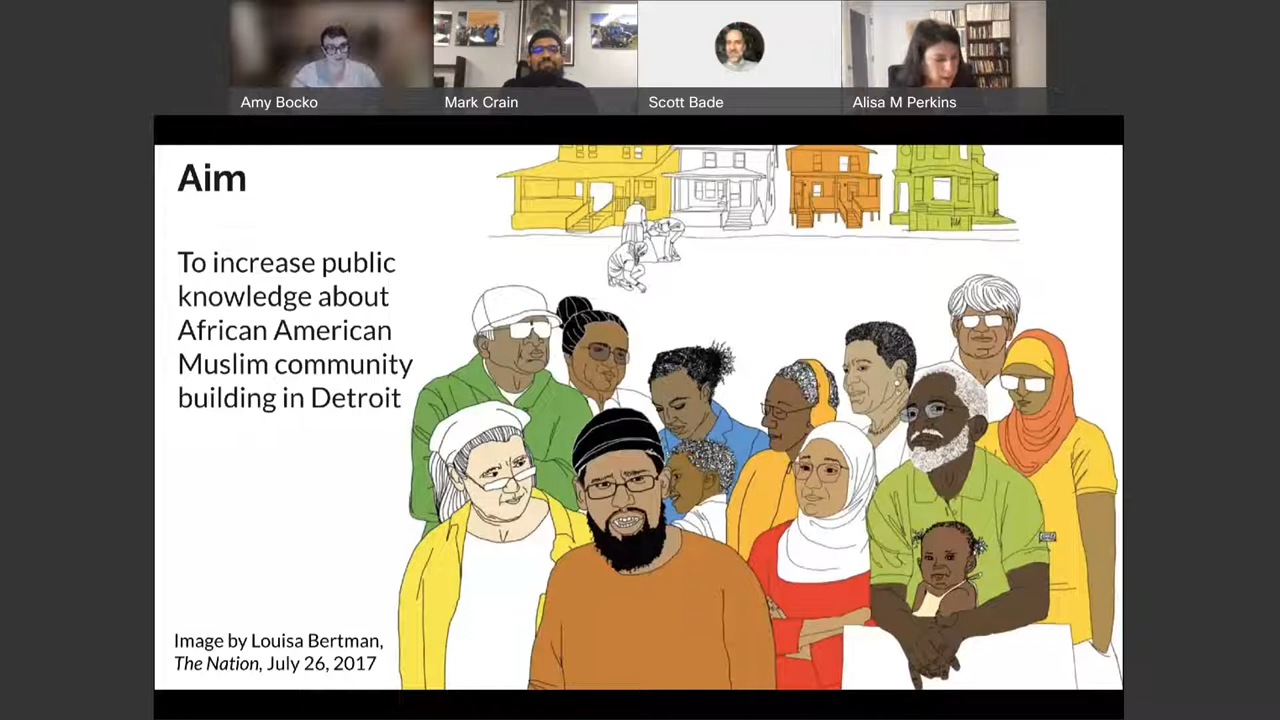 Amy Bocko
Mark Crain
Scott Bade
Alisa M Perkins
Aim
To increase public
knowledge about
African American
Muslim community
building in Detroit
Image by Louisa Bertman,
The Nation, July 26, 2017